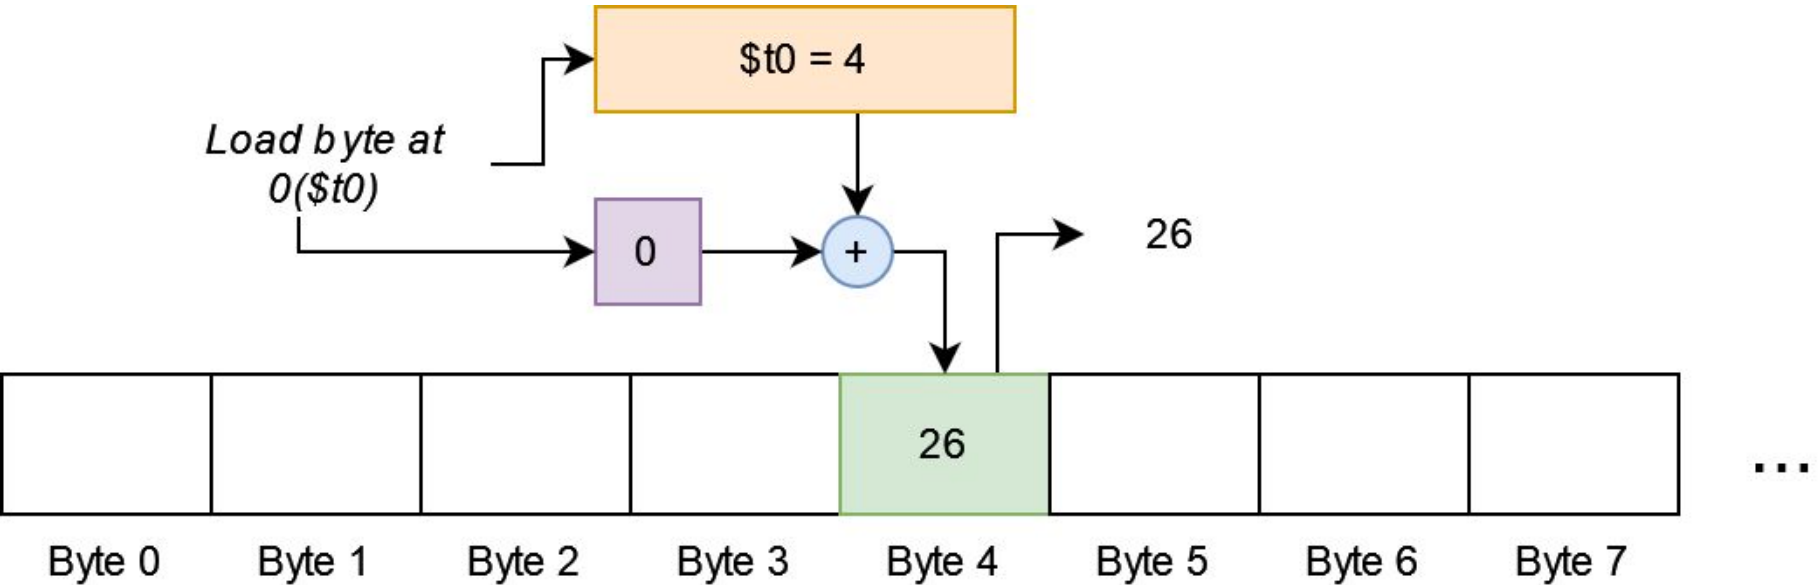 $t0 = 4
Load byte at
0($t0)
0
+
26
26
...
Byte 0
Byte 1
Byte 2
Byte 3
Byte 4
Byte 5
Byte 6
Byte 7